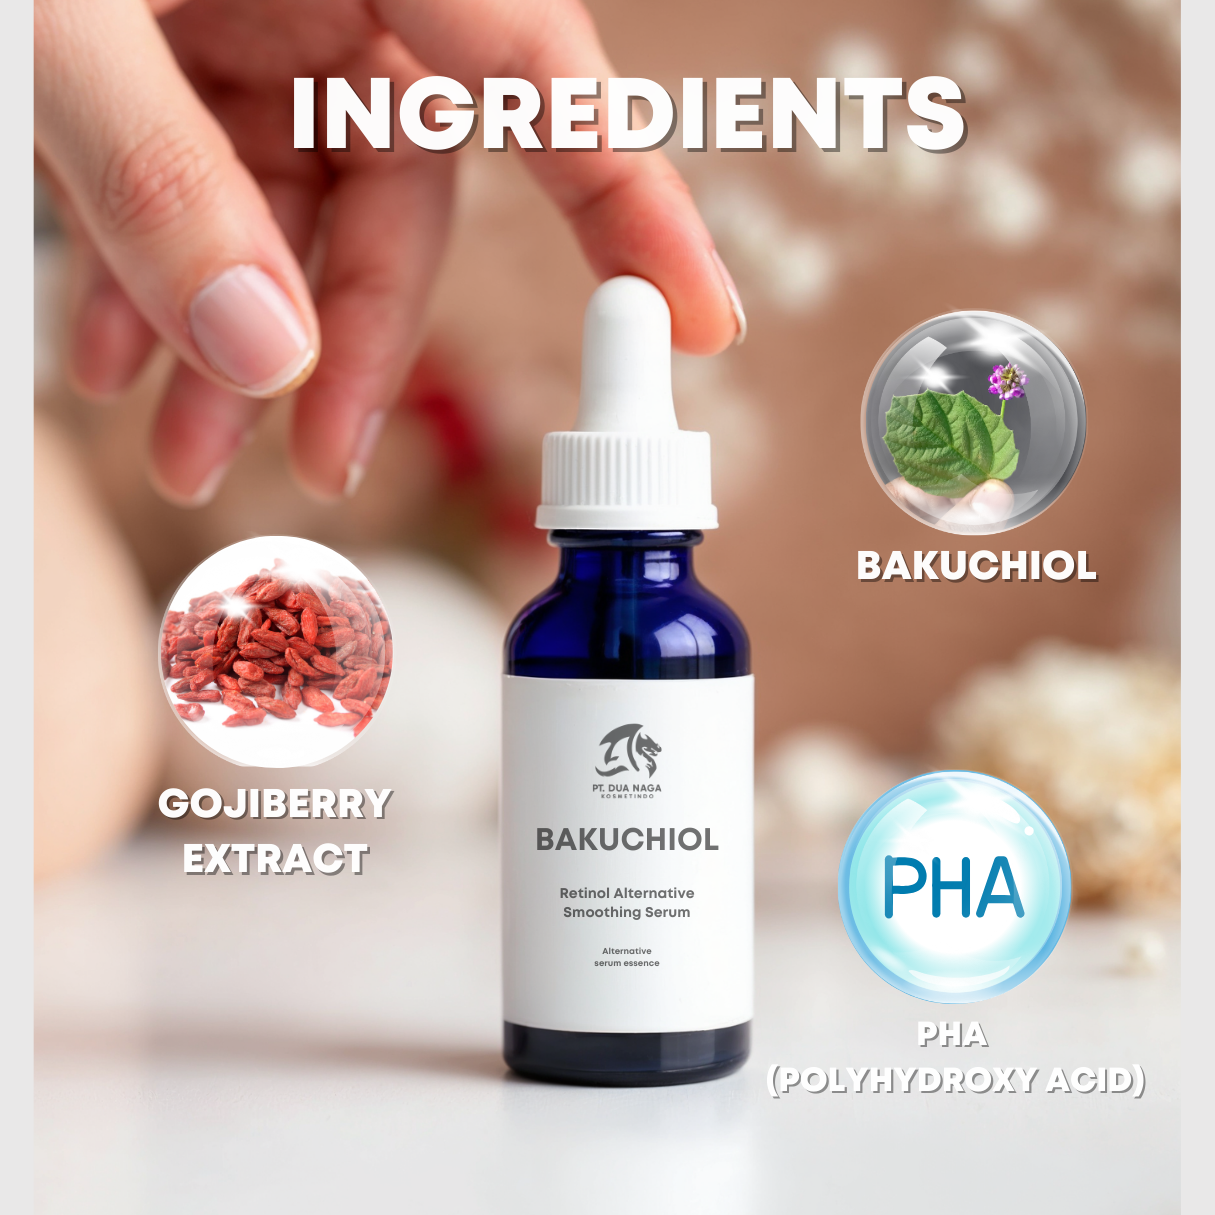 INGREDIENTS
BAKUCHIOL
GOJIBERRY
EXTRACT
PT. DUA NAGA
KOSMETINDO
BAKUCHIOL
Retinol Alternative
Smoothing Serum
Alternative
serum essence
PHA
PHA
(POLYHYDROXY ACID)